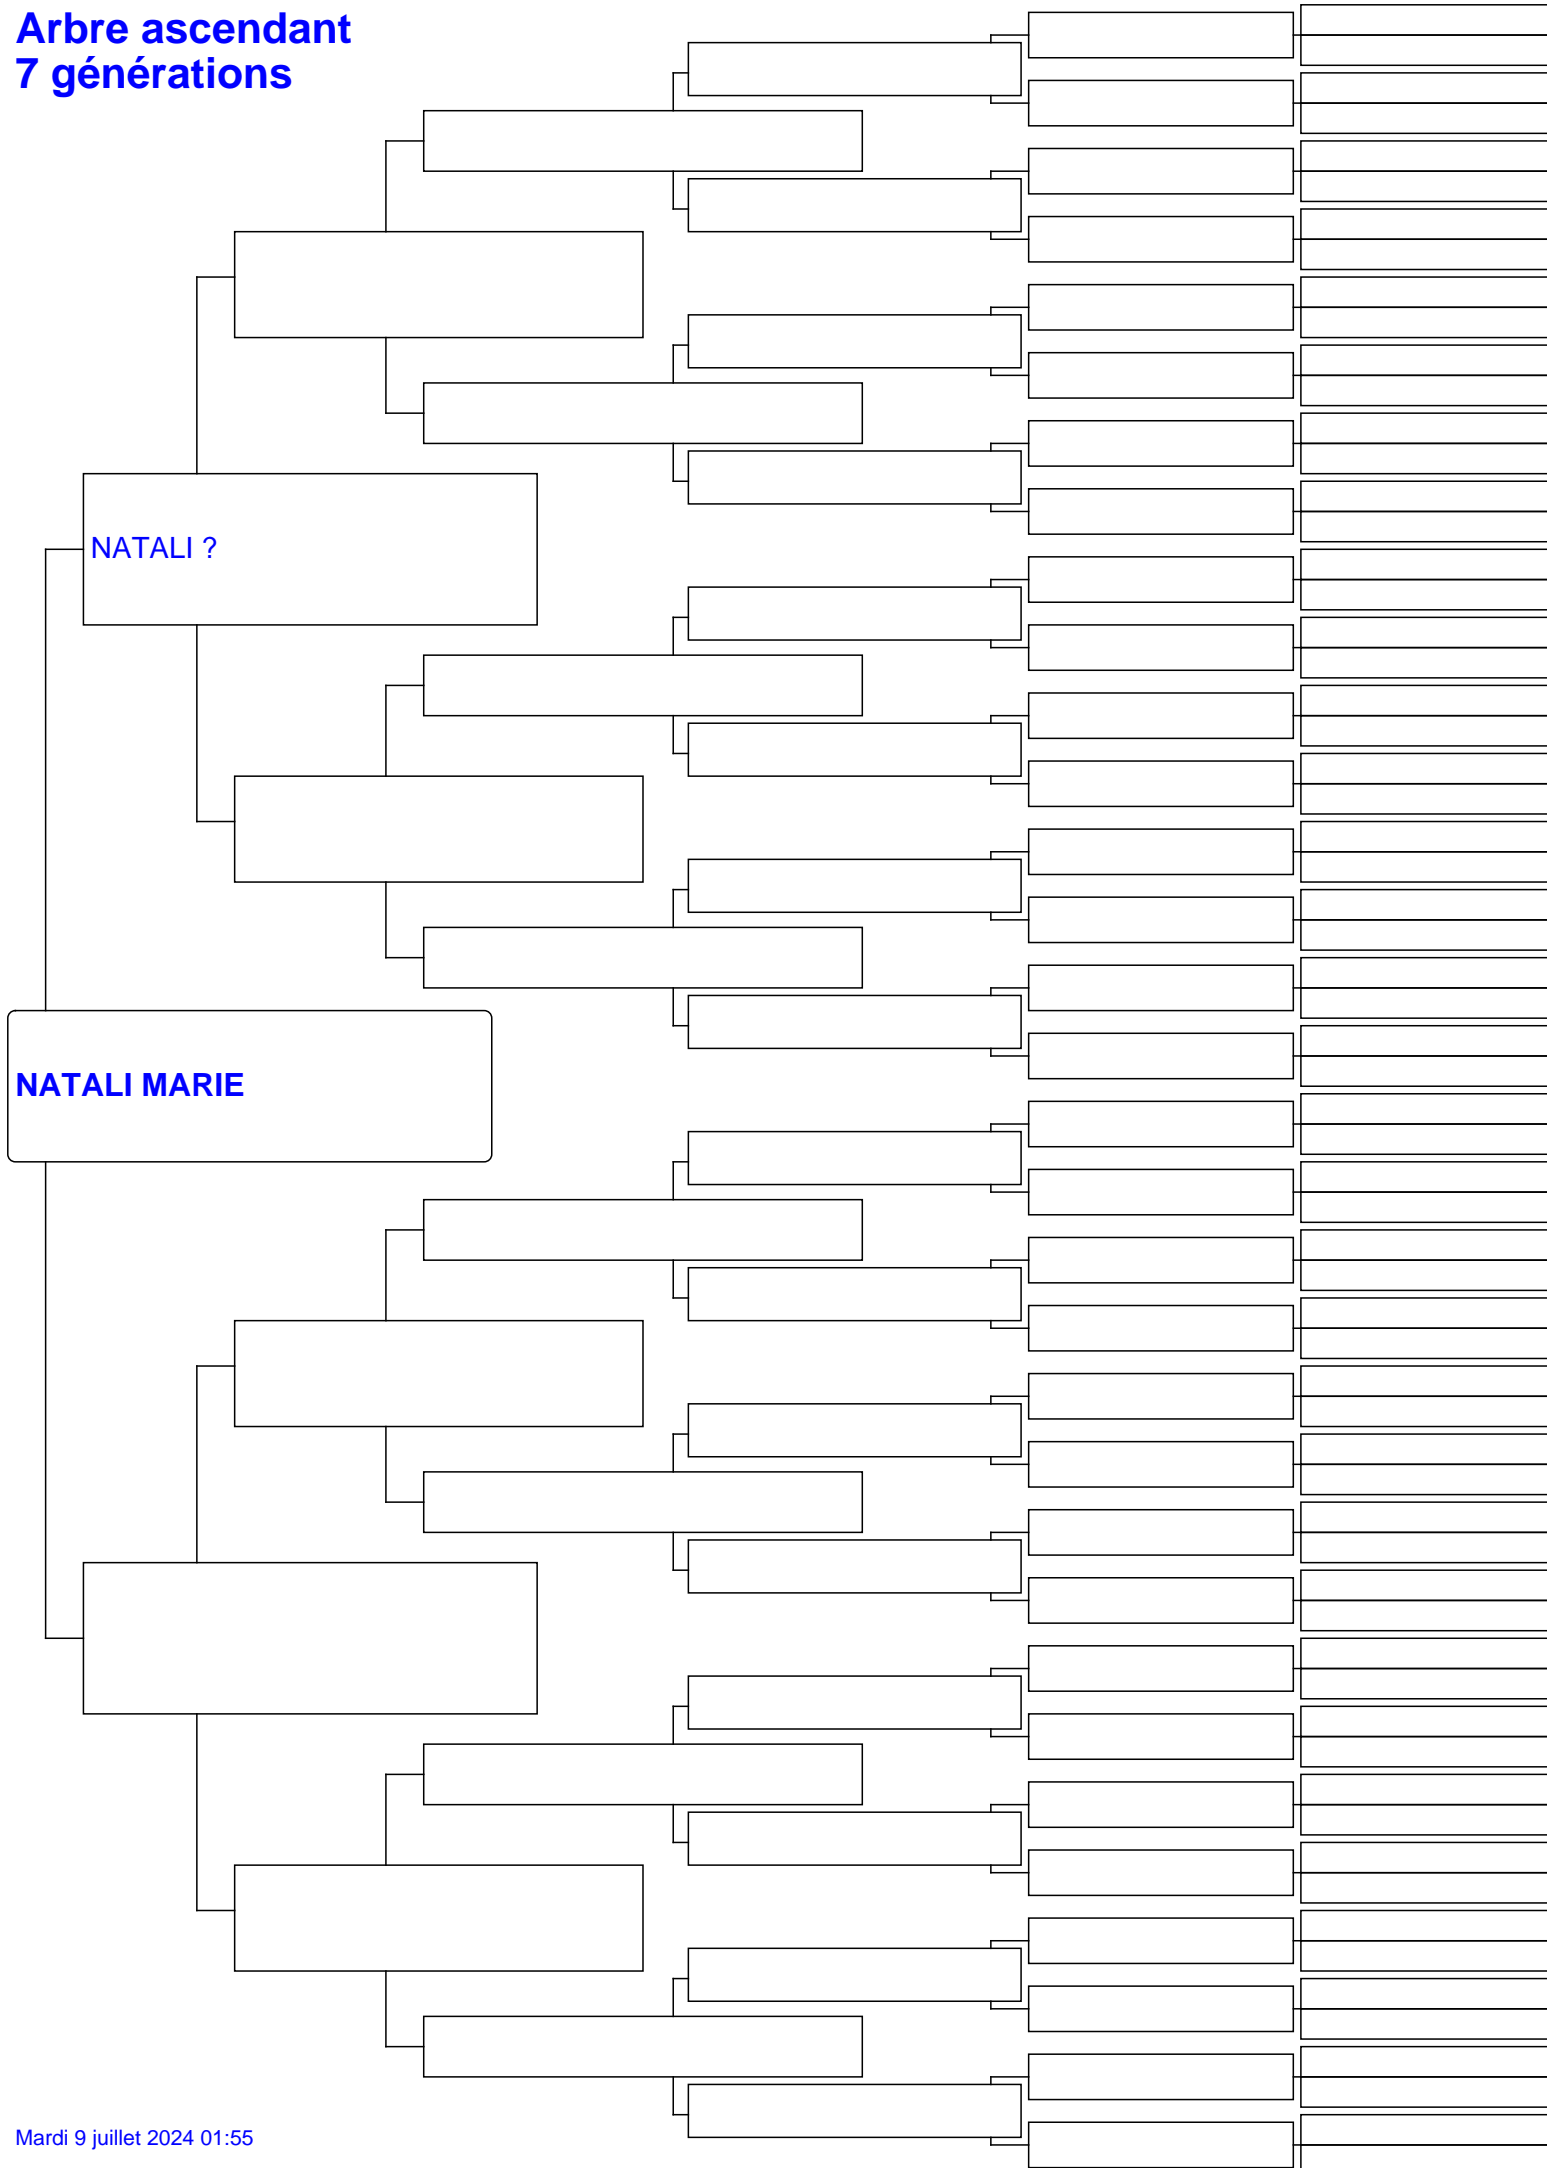 Arbre ascendant
7 générations
NATALI ?
NATALI MARIE
Mardi 9 juillet 2024 01:55